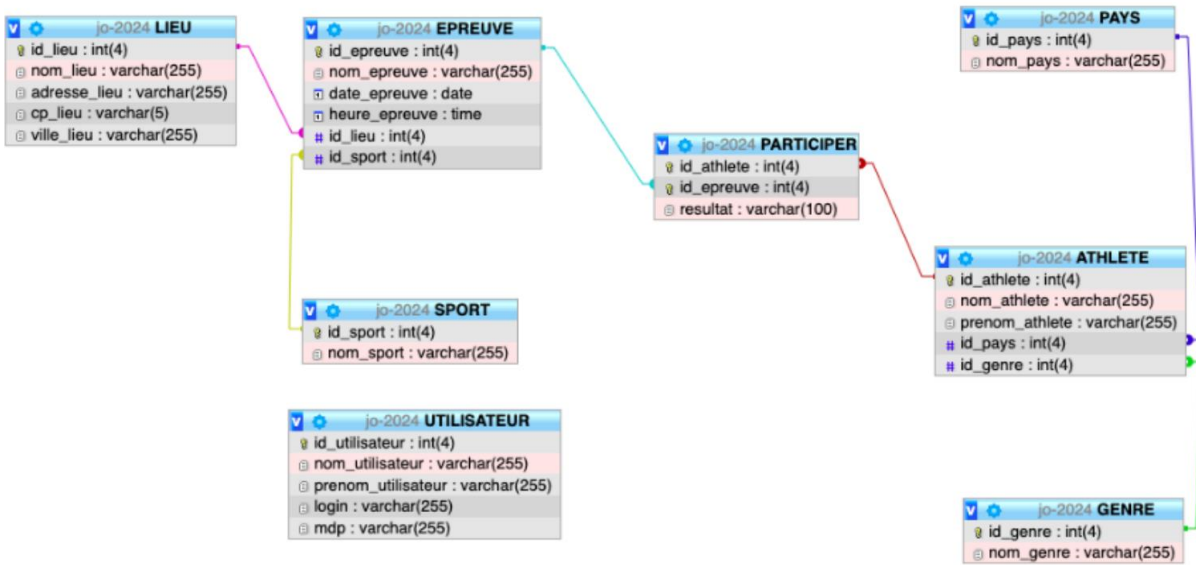 jo-2024 LIEU
id_lieu : int(4)
nom_lieu : varchar(255)
adresse_lieu : varchar(255)
cp_lieu : varchar(5)
ville_lieu : varchar(255)
jo-2024 EPREUVE
id_epreuve : int(4)
nom_epreuve : varchar(255)
date_epreuve : date
heure_epreuve : time
# id_lieu : int(4)
# id_sport : int(4)
jo-2024 PAYS
id_pays : int(4)
nom_pays : varchar(255)
jo-2024 PARTICIPER
id_athlete : int(4)
id_epreuve : int(4)
resultat : varchar(100)
jo-2024 ATHLETE
id_athlete : int(4)
nom_athlete : varchar(255)
prenom_athlete : varchar(255)
# id_pays : int(4)
# id_genre : int(4)
jo-2024 SPORT
id_sport : int(4)
nom_sport : varchar(255)
jo-2024 UTILISATEUR
id_utilisateur : int(4)
nom_utilisateur : varchar(255)
prenom_utilisateur : varchar(255)
login : varchar(255)
mdp : varchar(255)
jo-2024 GENRE
id_genre : int(4)
nom_genre : varchar(255)